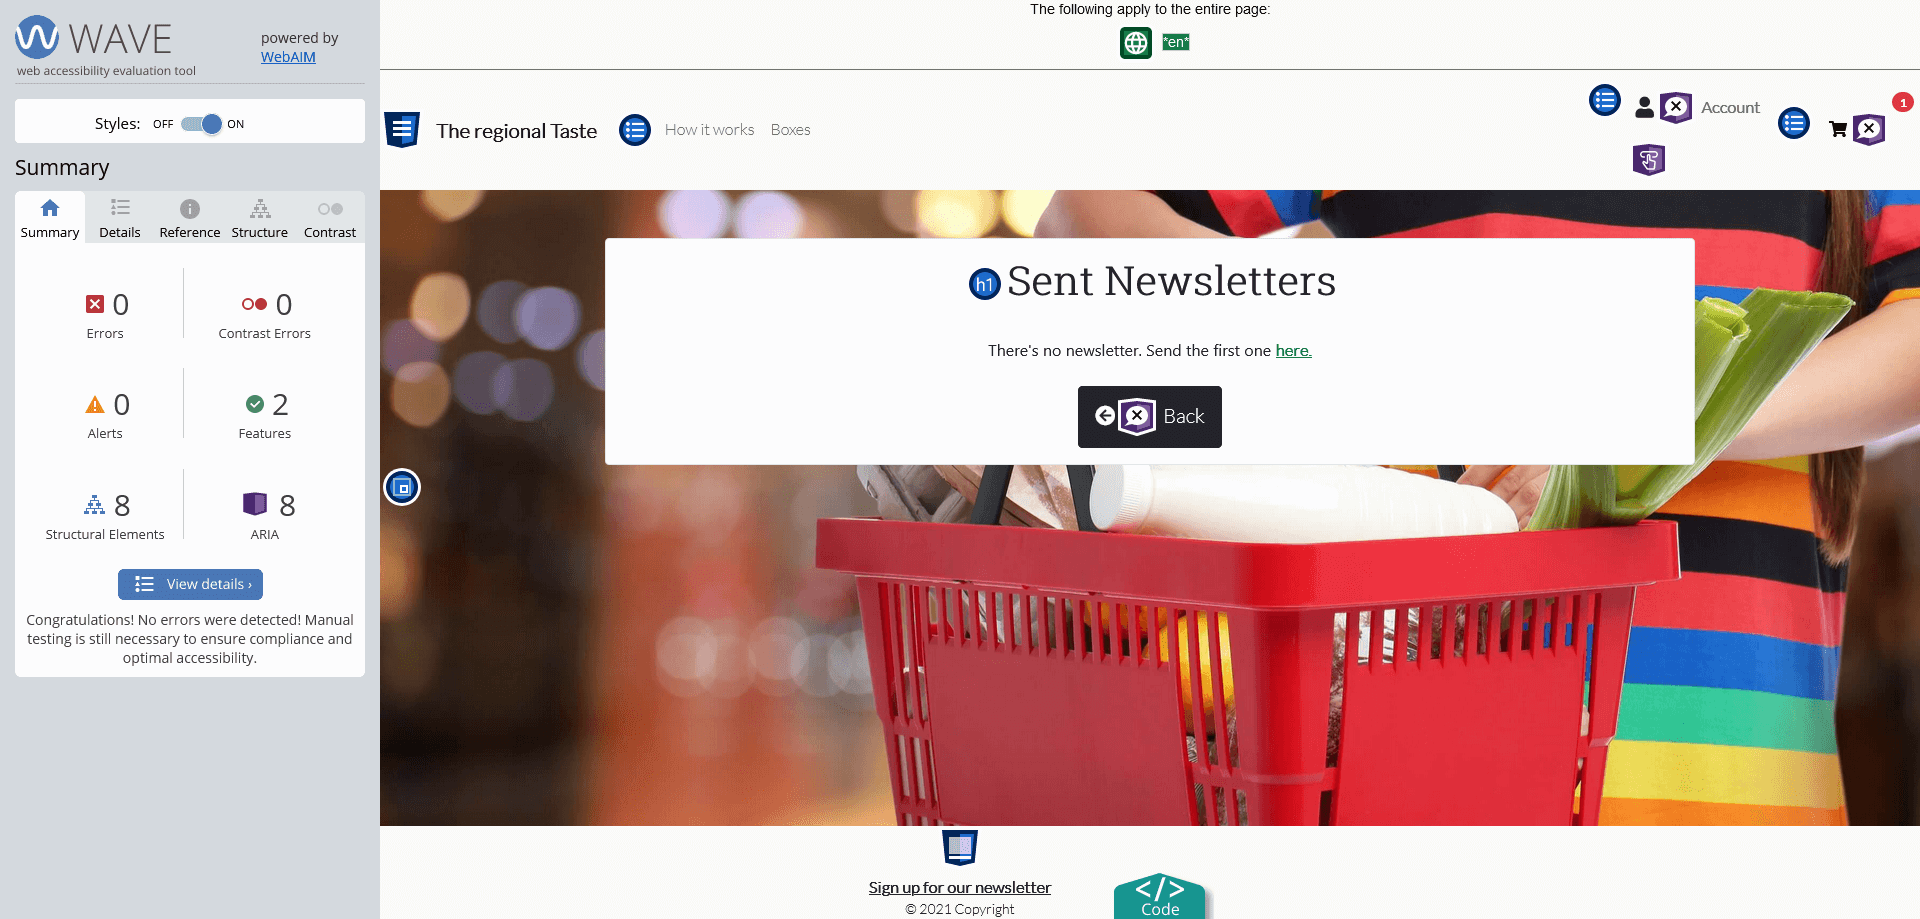 WAVE
web accessibility evaluation tool
powered by
WebAIM
Styles: OFF ON
Summary
Summary Details Reference Structure Contrast
0
Errors
0
Contrast Errors
0
Alerts
2
Features
8
Structural Elements
8
ARIA
View details ›
Congratulations! No errors were detected! Manual
testing is still necessary to ensure compliance and
optimal accessibility.
The following apply to the entire page:
*en*
The regional Taste
How it works
Boxes
Account
1
h1 Sent Newsletters
There's no newsletter. Send the first one here.
Back
Sign up for our newsletter
© 2021 Copyright
</>
Code